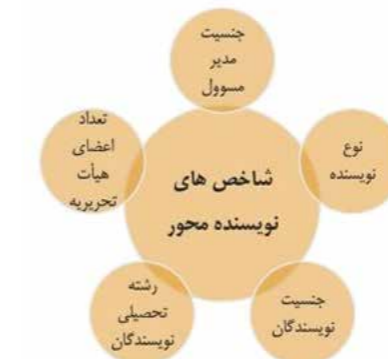 جنسیت
مدیر
مسوول
نوع
نویسنده
جنسیت
نویسندگان
رشته
تحصیلی
نویسندگان
تعداد
اعضای
هیأت
تحریریه
شاخص های
نویسنده محور